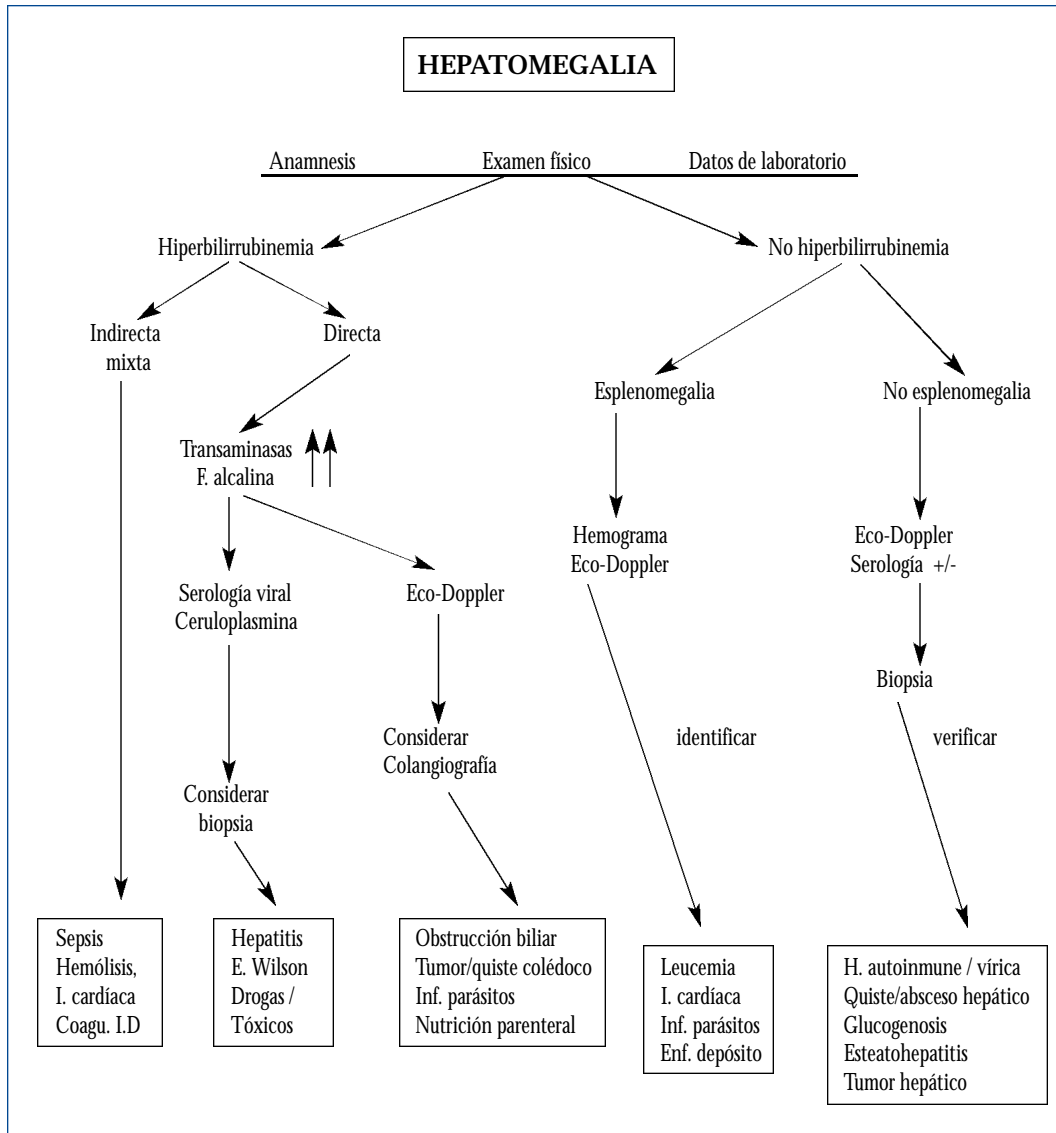 HEPATOMEGALIA
Anamnesis Examen físico Datos de laboratorio
Hiperbilirrubinemia
No hiperbilirrubinemia
Indirecta
mixta
Directa
Esplenomegalia
No esplenomegalia
Transaminasas
F. alcalina
Hemograma
Eco-Doppler
Eco-Doppler
Serología +/-
Serología viral
Ceruloplasmina
Eco-Doppler
Biopsia
Considerar
Colangiografía
identificar
verificar
Considerar
biopsia
Sepsis
Hemólisis,
I. cardíaca
Coagu. I.D
Hepatitis
E. Wilson
Drogas /
Tóxicos
Obstrucción biliar
Tumor/quiste colédoco
Inf. parásitos
Nutrición parenteral
Leucemia
I. cardíaca
Inf. parásitos
Enf. depósito
H. autoinmune / vírica
Quiste/absceso hepático
Glucogenosis
Esteatohepatitis
Tumor hepático